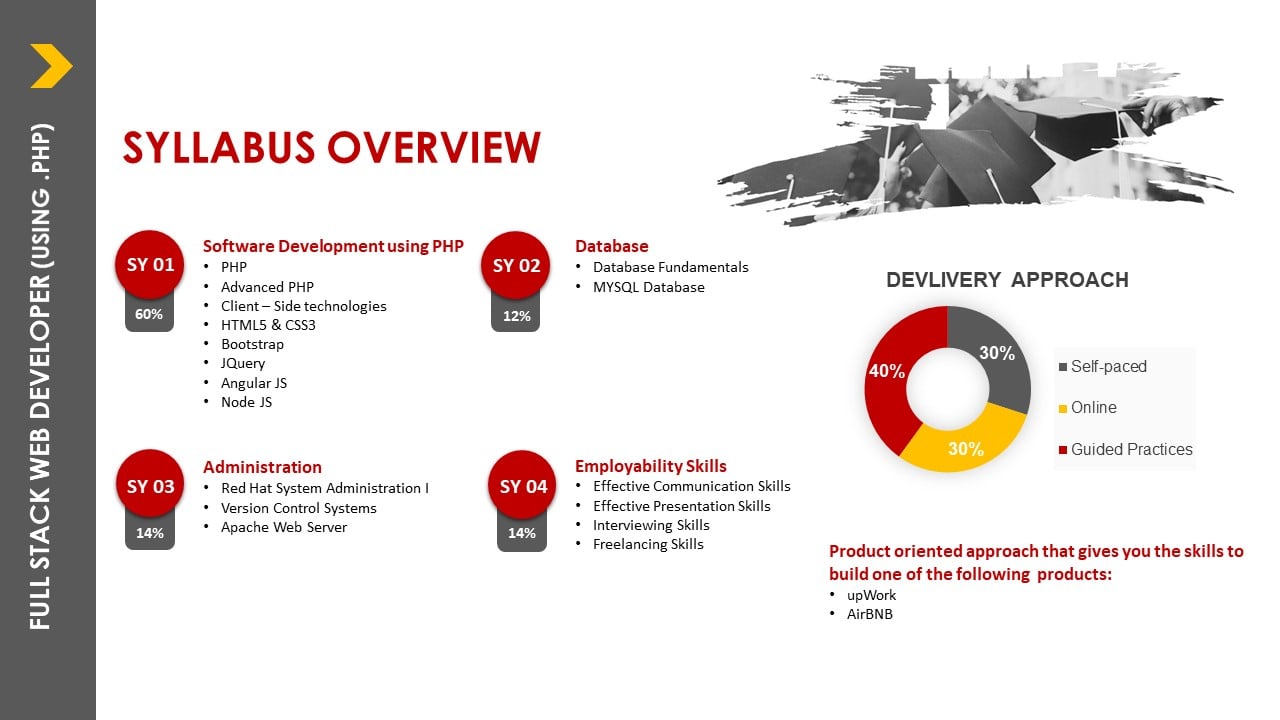 FULL STACK WEB DEVELOPER (USING .PHP)
SYLLABUS OVERVIEW
SY 01
60%
Software Development using PHP
• PHP
• Advanced PHP
• Client – Side technologies
• HTML5 & CSS3
• Bootstrap
• JQuery
• Angular JS
• Node JS
SY 02
12%
Database
• Database Fundamentals
• MYSQL Database
SY 03
14%
Administration
• Red Hat System Administration I
• Version Control Systems
• Apache Web Server
SY 04
14%
Employability Skills
• Effective Communication Skills
• Effective Presentation Skills
• Interviewing Skills
• Freelancing Skills
DEVLIVERY APPROACH
30%
40%
30%
Self-paced
Online
Guided Practices
Product oriented approach that gives you the skills to
build one of the following products:
• upWork
• AirBNB